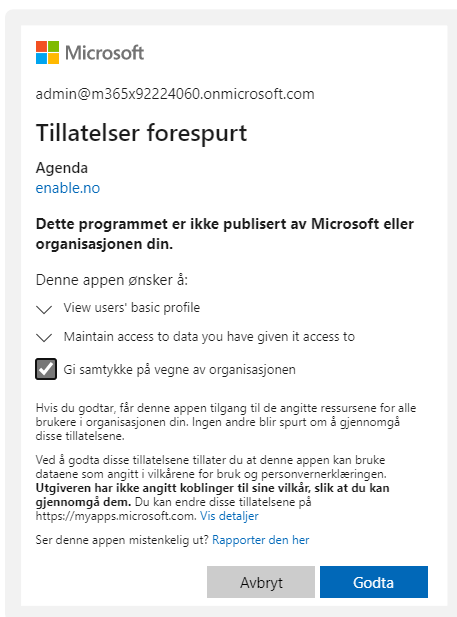 Microsoft
admin@m365x92224060.onmicrosoft.com
Tillatelser forespurt
Agenda
enable.no
Dette programmet er ikke publisert av Microsoft eller
organisasjonen din.
Denne appen ønsker å:
View users' basic profile
Maintain access to data you have given it access to
Gi samtykke på vegne av organisasjonen
Hvis du godtar, får denne appen tilgang til de angitte ressursene for alle
brukere i organisasjonen din. Ingen andre blir spurt om å gjennomgå
disse tillatelsene.
Ved å godta disse tillatelsene tillater du at denne appen kan bruke
dataene som angitt i vilkårene for bruk og personvernerklæringen.
Utgiveren har ikke angitt koblinger til sine vilkår, slik at du kan
gjennomgå dem. Du kan endre disse tillatelsene på
https://myapps.microsoft.com. Vis detaljer
Ser denne appen mistenkelig ut? Rapporter den her
Avbryt Godta